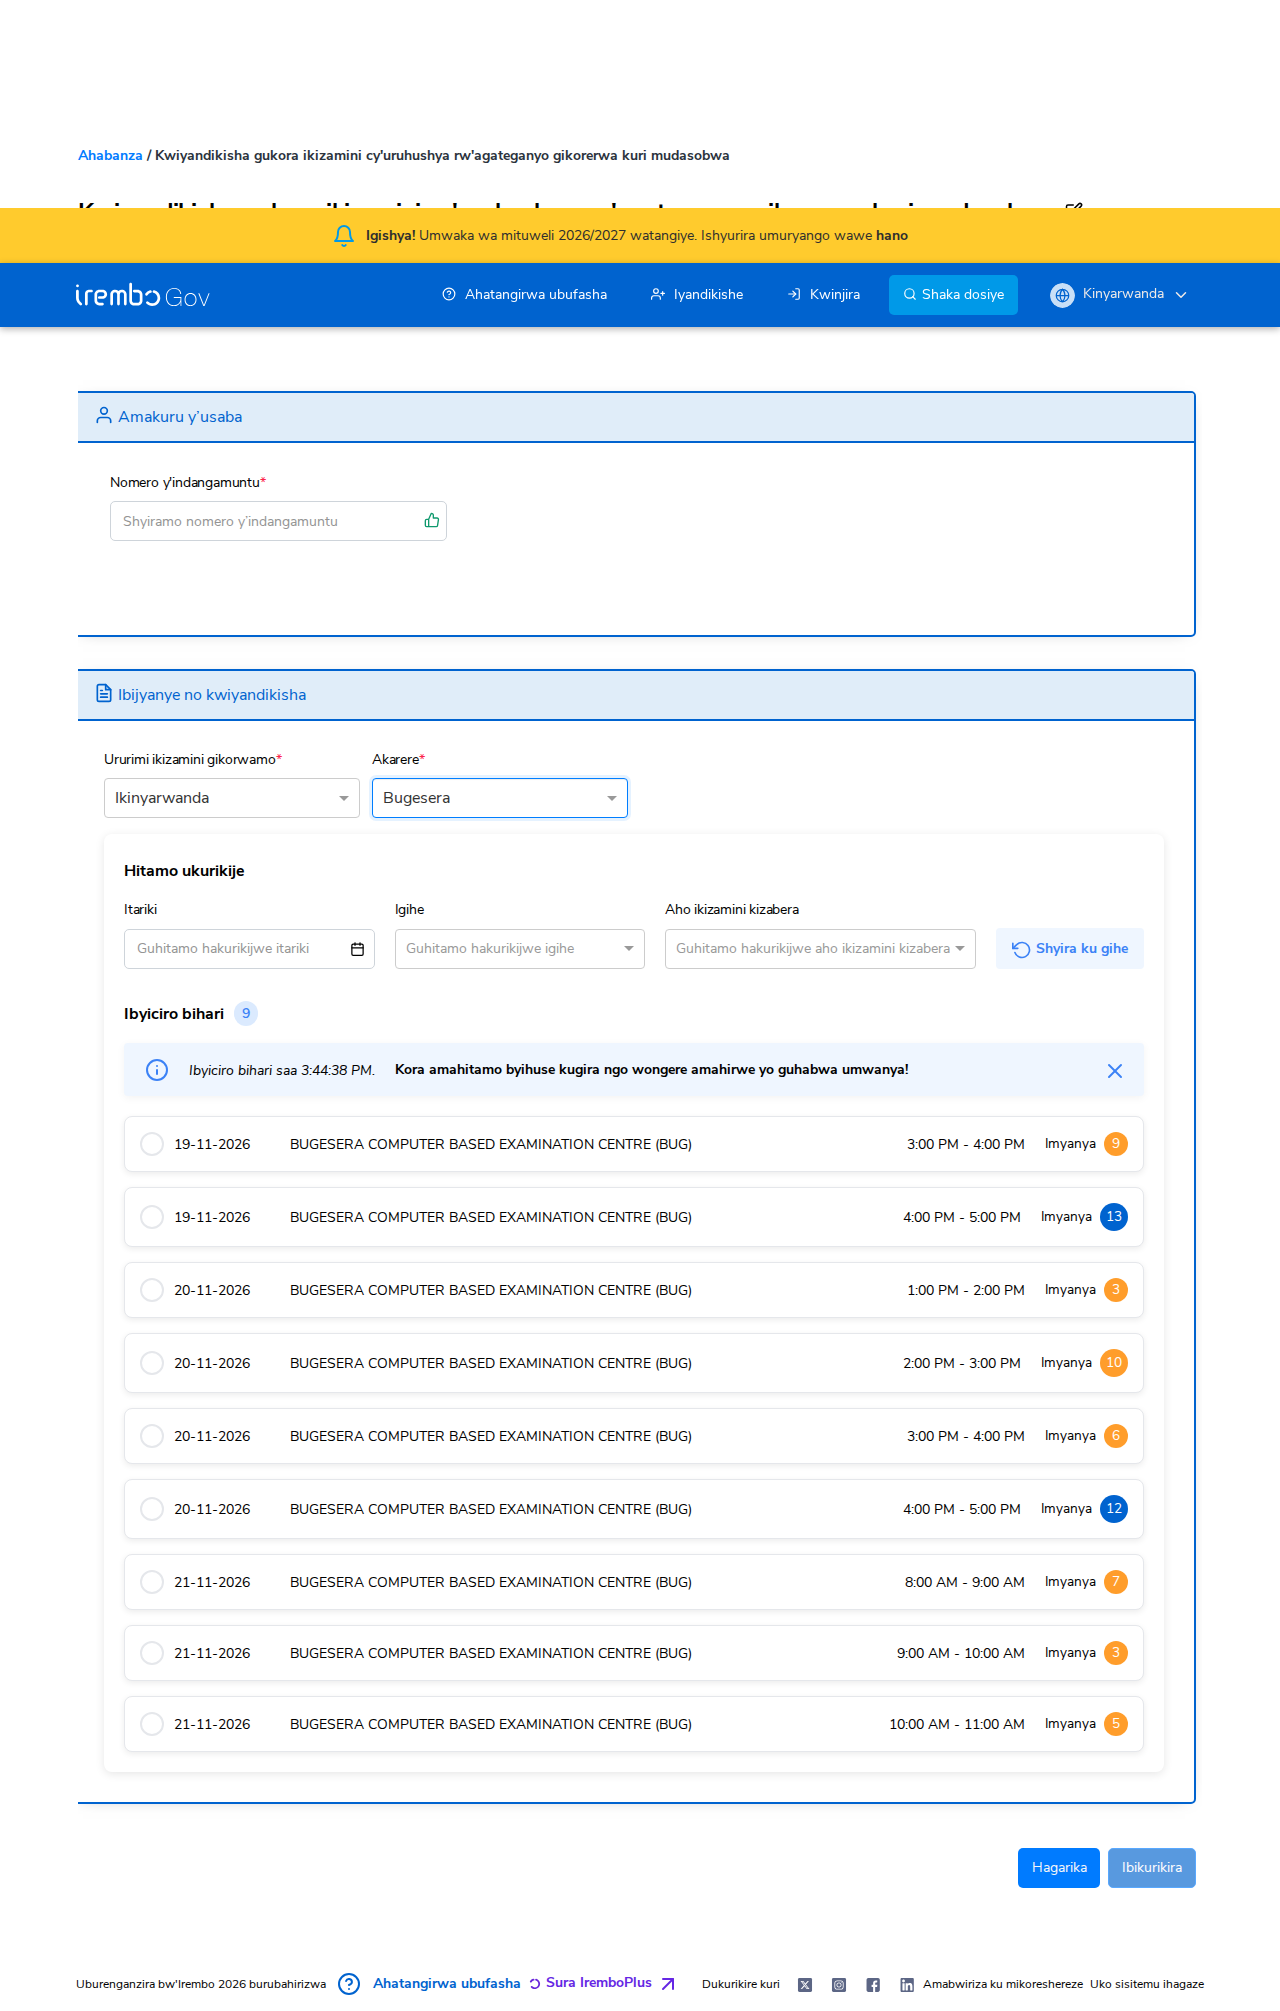 Ahabanza / Kwiyandikisha gukora ikizamini cy'uruhushya rw'agateganyo gikorerwa kuri mudasobwa
Igishya! Umwaka wa mituweli 2026/2027 watangiye. Ishyurira umuryango wawe hano
irembo Gov
Ahatangirwa ubufasha
Iyandikishe
Kwinjira
Shaka dosiye
Kinyarwanda
Amakuru y’usaba
Nomero y'indangamuntu*
Shyiramo nomero y’indangamuntu
Ibijyanye no kwiyandikisha
Ururimi ikizamini gikorwamo* Akarere*
Ikinyarwanda Bugesera
Hitamo ukurikije
Itariki Igihe Aho ikizamini kizabera
Guhitamo hakurikijwe itariki Guhitamo hakurikijwe igihe Guhitamo hakurikijwe aho ikizamini kizabera Shyira ku gihe
Ibyiciro bihari 9
Ibyiciro bihari saa 3:44:38 PM. Kora amahitamo byihuse kugira ngo wongere amahirwe yo guhabwa umwanya!
19-11-2026 BUGESERA COMPUTER BASED EXAMINATION CENTRE (BUG) 3:00 PM - 4:00 PM Imyanya 9
19-11-2026 BUGESERA COMPUTER BASED EXAMINATION CENTRE (BUG) 4:00 PM - 5:00 PM Imyanya 13
20-11-2026 BUGESERA COMPUTER BASED EXAMINATION CENTRE (BUG) 1:00 PM - 2:00 PM Imyanya 3
20-11-2026 BUGESERA COMPUTER BASED EXAMINATION CENTRE (BUG) 2:00 PM - 3:00 PM Imyanya 10
20-11-2026 BUGESERA COMPUTER BASED EXAMINATION CENTRE (BUG) 3:00 PM - 4:00 PM Imyanya 6
20-11-2026 BUGESERA COMPUTER BASED EXAMINATION CENTRE (BUG) 4:00 PM - 5:00 PM Imyanya 12
21-11-2026 BUGESERA COMPUTER BASED EXAMINATION CENTRE (BUG) 8:00 AM - 9:00 AM Imyanya 7
21-11-2026 BUGESERA COMPUTER BASED EXAMINATION CENTRE (BUG) 9:00 AM - 10:00 AM Imyanya 3
21-11-2026 BUGESERA COMPUTER BASED EXAMINATION CENTRE (BUG) 10:00 AM - 11:00 AM Imyanya 5
Hagarika Ibikurikira
Uburenganzira bw'Irembo 2026 burubahirizwa Ahatangirwa ubufasha Sura IremboPlus Dukurikire kuri Amabwiriza ku mikoreshereze Uko sisitemu ihagaze